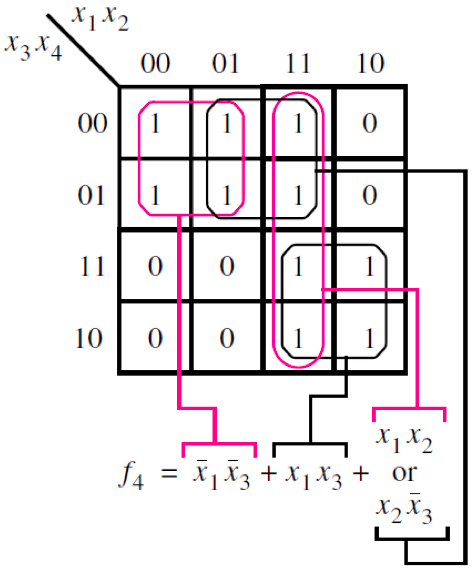 x₁x₂
x₃x₄
00 01 11 10
00 1 1 1 0
01 1 1 1 0
11 0 0 1 1
10 0 0 1 1
x₁x₂
f₄ = x̄₁x̄₃ + x₁x₃ + or
x₂x̄₃